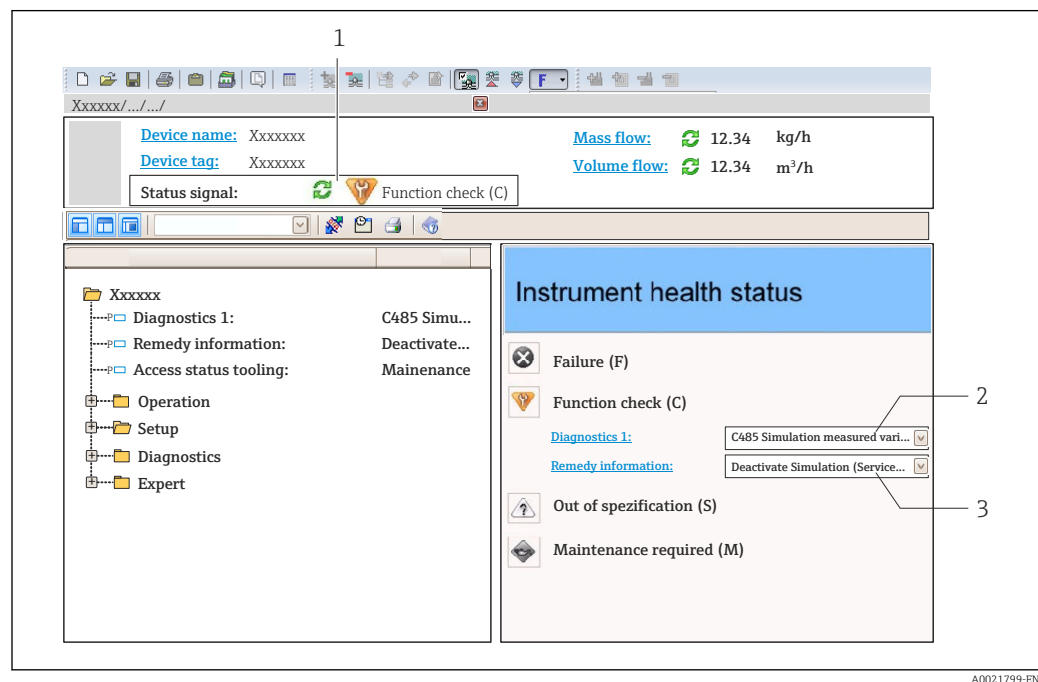 1
F
Xxxxxx/.../.../
Device name: Xxxxxxx
Mass flow: 12.34 kg/h
Device tag: Xxxxxxx
Volume flow: 12.34 m³/h
Status signal: Function check (C)
Xxxxxx
P Diagnostics 1: C485 Simu...
P Remedy information: Deactivate...
P Access status tooling: Mainenance
Operation
Setup
Diagnostics
Expert
Instrument health status
Failure (F)
Function check (C)
2
Diagnostics 1: C485 Simulation measured vari...
Remedy information: Deactivate Simulation (Service...
Out of spezification (S)
3
Maintenance required (M)
A0021799-EN